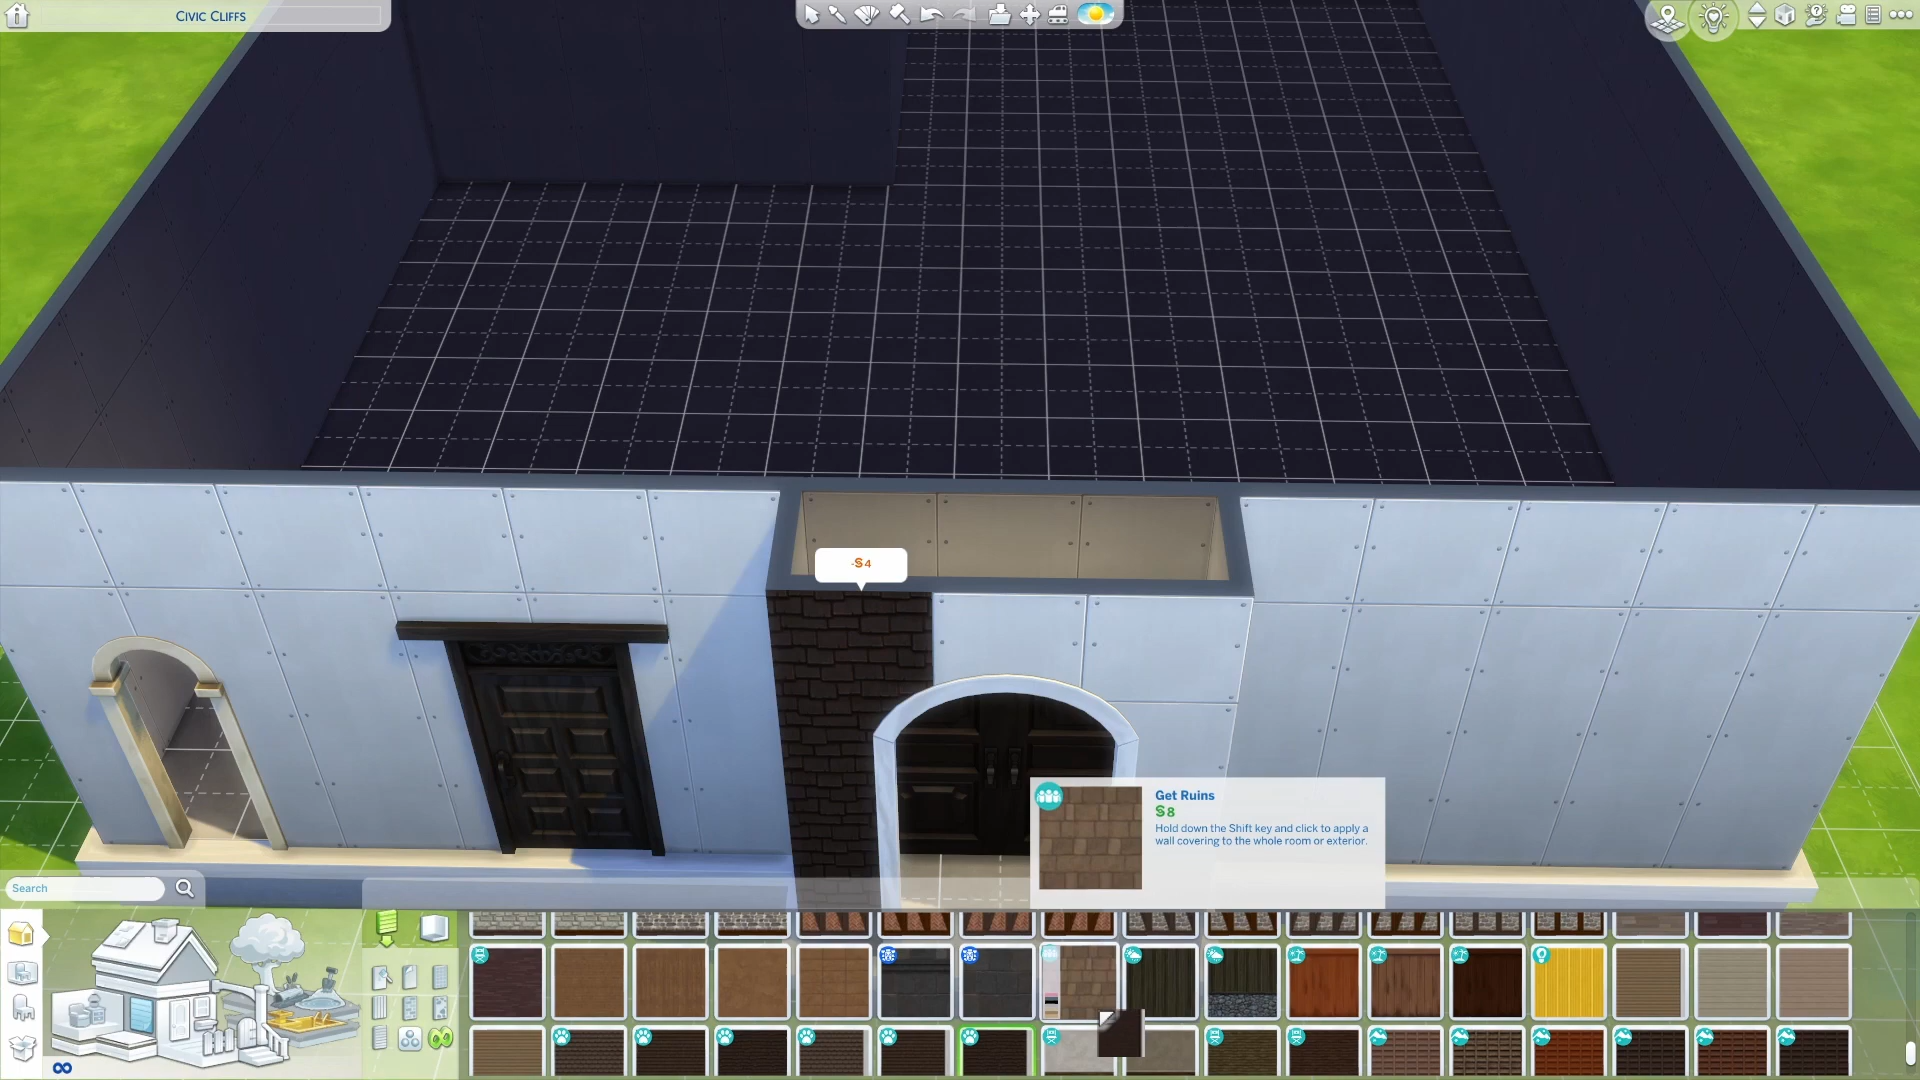 Civic Cliffs
-§4
Get Ruins
§8
Hold down the Shift key and click to apply a
wall covering to the whole room or exterior.
Search